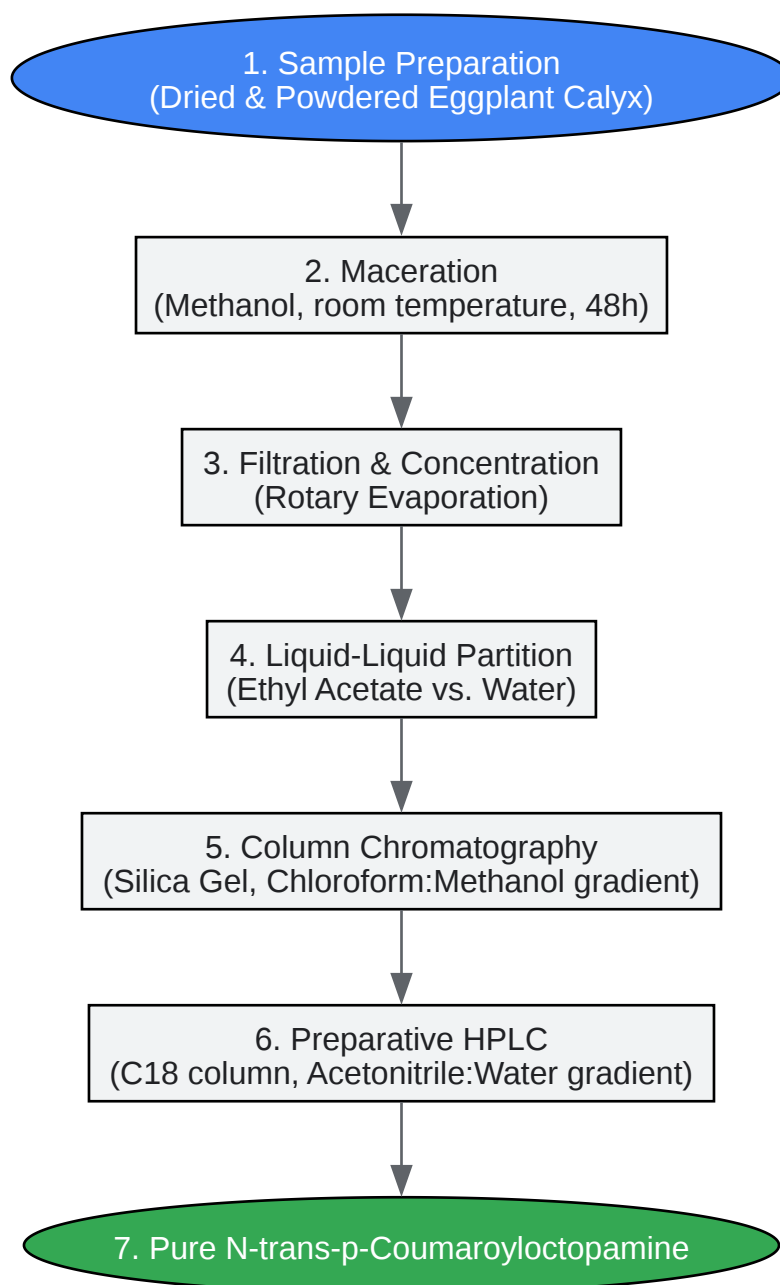 1. Sample Preparation
(Dried & Powdered Eggplant Calyx)
2. Maceration
(Methanol, room temperature, 48h)
3. Filtration & Concentration
(Rotary Evaporation)
4. Liquid-Liquid Partition
(Ethyl Acetate vs. Water)
5. Column Chromatography
(Silica Gel, Chloroform:Methanol gradient)
6. Preparative HPLC
(C18 column, Acetonitrile:Water gradient)
7. Pure N-trans-p-Coumaroyloctopamine